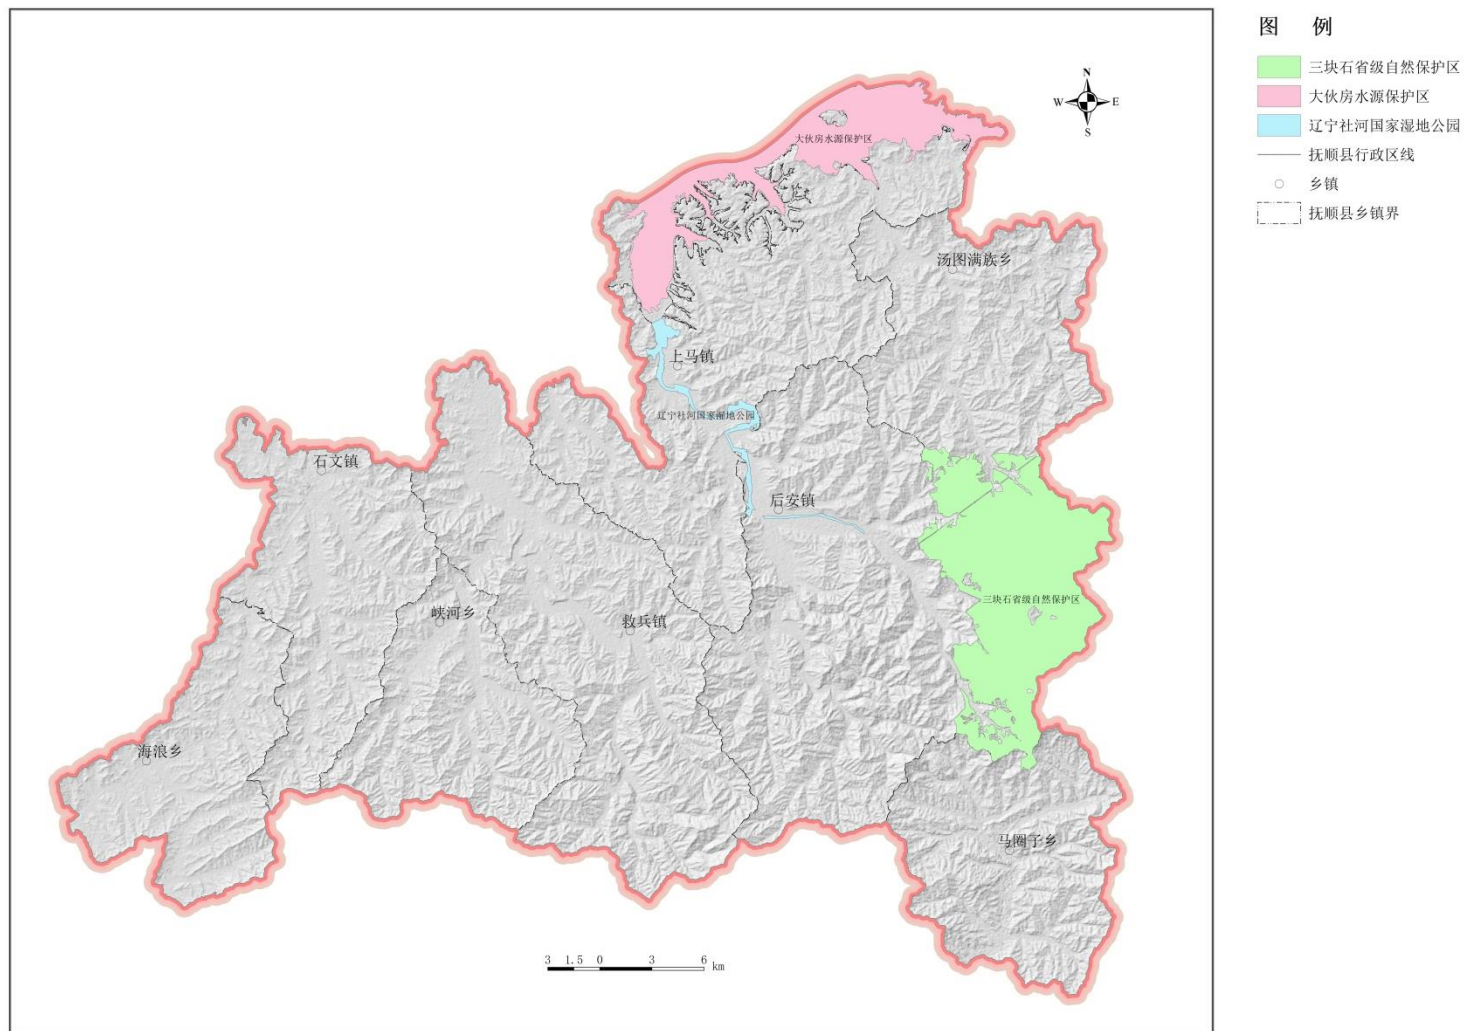 图 例
三块石省级自然保护区
大伙房水源保护区
辽宁社河国家湿地公园
抚顺县行政区线
乡镇
抚顺县乡镇界
N
W E
S
大伙房水源保护区
汤图满族乡
上马镇
辽宁社河国家湿地公园
石文镇
后安镇
三块石省级自然保护区
峡河乡
救兵镇
海浪乡
马圈子乡
3 1.5 0 3 6 km